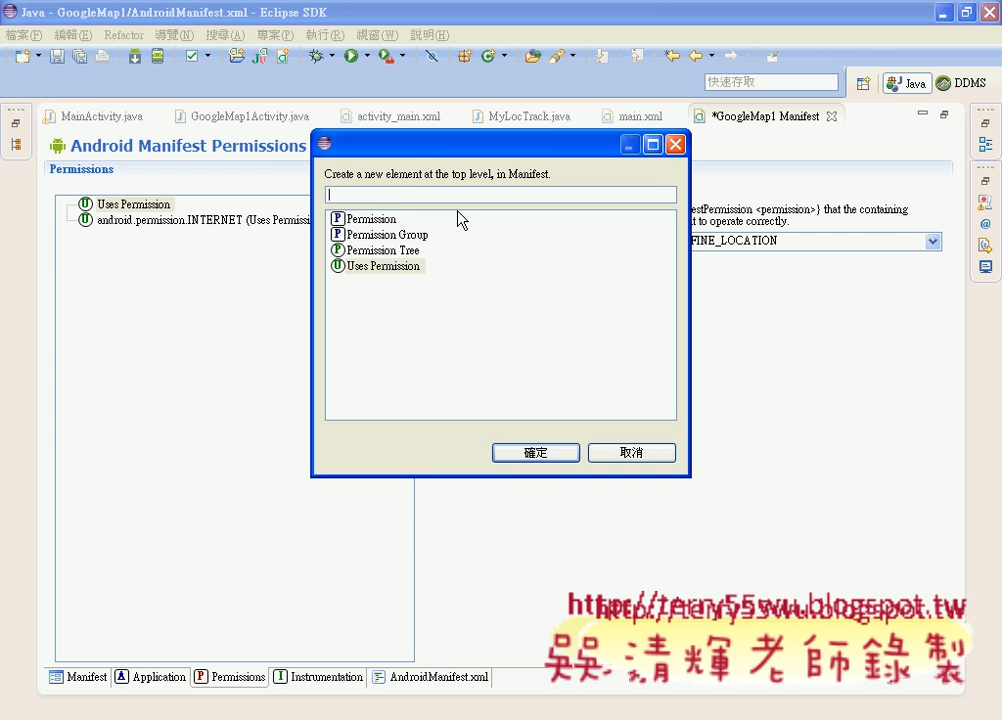 Java - GoogleMap1/AndroidManifest.xml - Eclipse SDK
檔案(F) 編輯(E) Refactor 導覽(N) 搜尋(A) 專案(P) 執行(R) 視窗(W) 說明(H)
快速存取
Java
DDMS
MainActivity.java
GoogleMap1Activity.java
activity_main.xml
MyLocTrack.java
main.xml
*GoogleMap1 Manifest
Android Manifest Permissions
Permissions
Uses Permission
android.permission.INTERNET (Uses Permissi
estPermission <permission>} that the containing
t to operate correctly.
FINE_LOCATION
Create a new element at the top level, in Manifest.
Permission
Permission Group
Permission Tree
Uses Permission
確定
取消
http://terry55wu.blogspot.tw
吳清輝老師錄製
Manifest
Application
Permissions
Instrumentation
AndroidManifest.xml